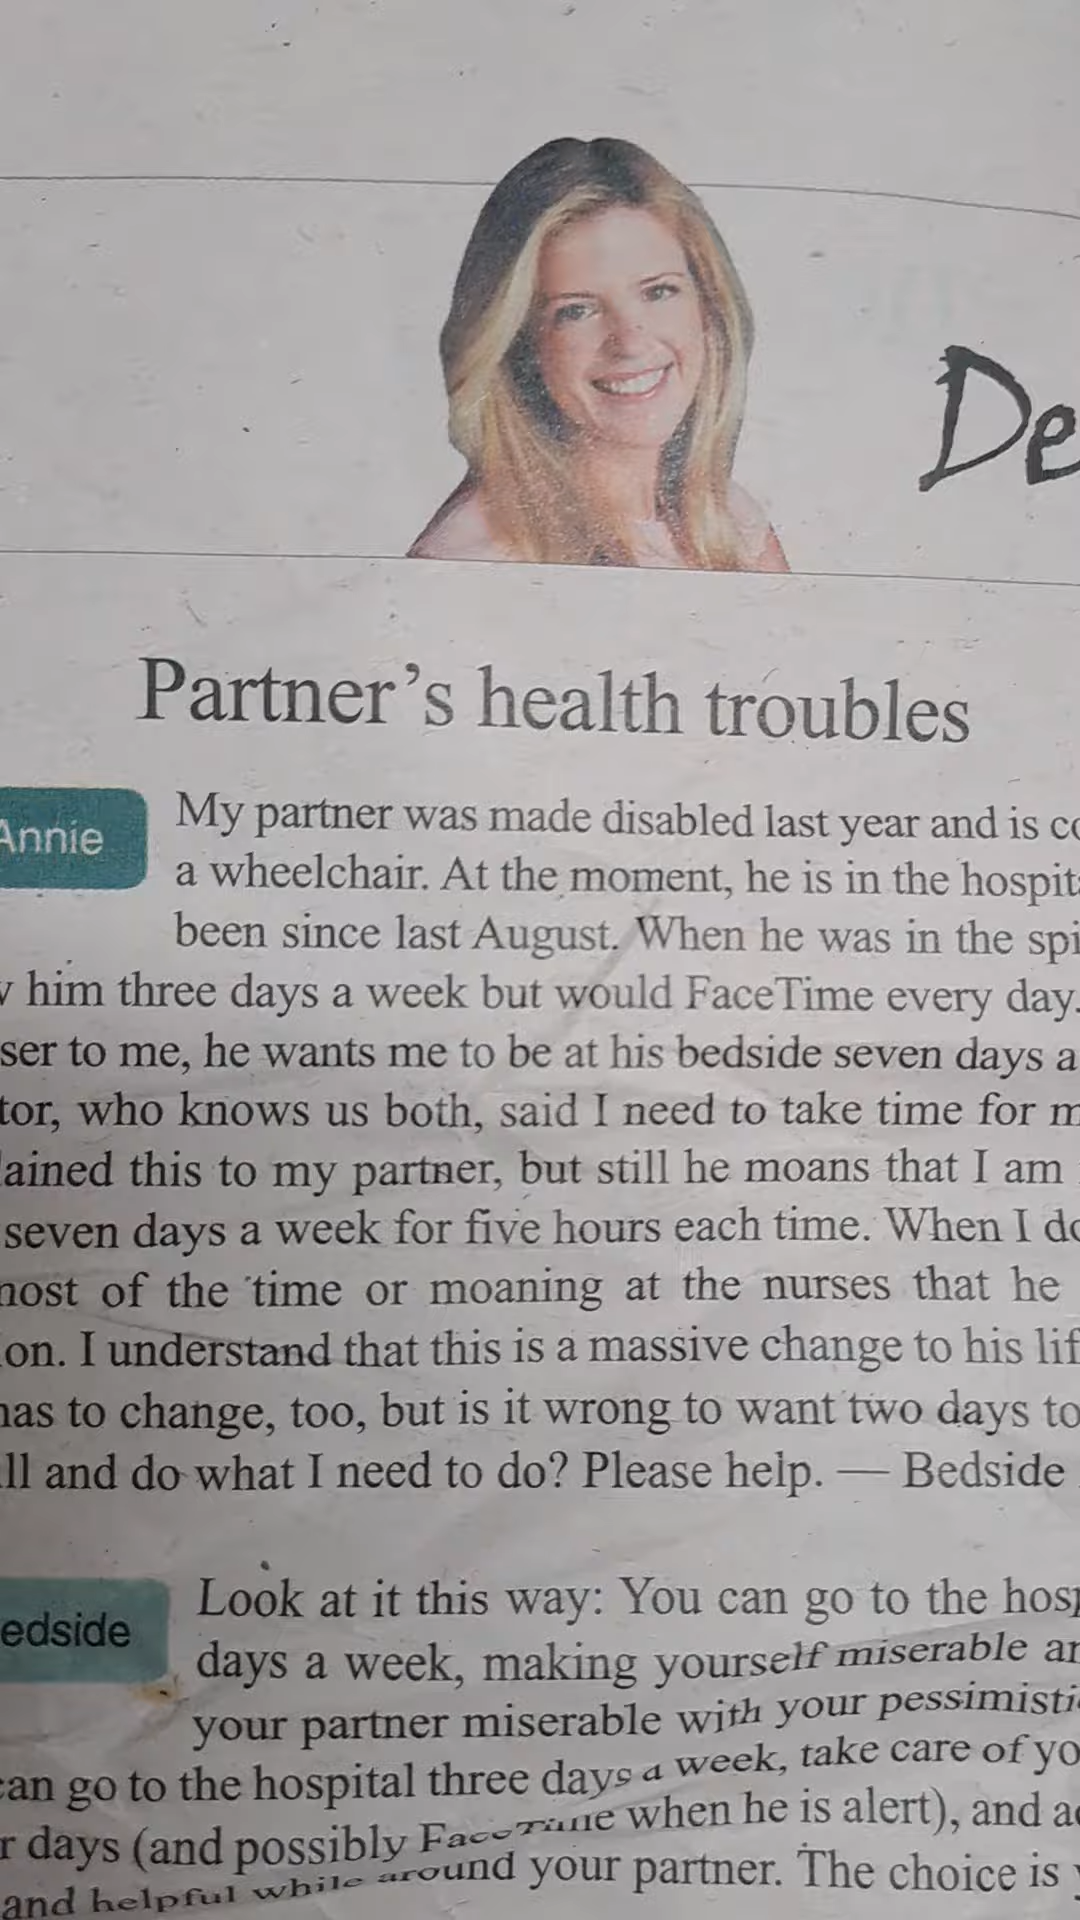 De
Partner's health troubles
Annie
My partner was made disabled last year and is co
a wheelchair. At the moment, he is in the hospit
been since last August. When he was in the spi
w him three days a week but would FaceTime every day.
ser to me, he wants me to be at his bedside seven days a
tor, who knows us both, said I need to take time for m
lained this to my partner, but still he moans that I am
seven days a week for five hours each time. When I do
most of the time or moaning at the nurses that he
ion. I understand that this is a massive change to his lif
has to change, too, but is it wrong to want two days to
ll and do what I need to do? Please help. — Bedside
edside
Look at it this way: You can go to the hosp
days a week, making yourself miserable an
your partner miserable with your pessimisti
can go to the hospital three days a week, take care of yo
r days (and possibly FaceTime when he is alert), and a
and helpful while around your partner. The choice is y